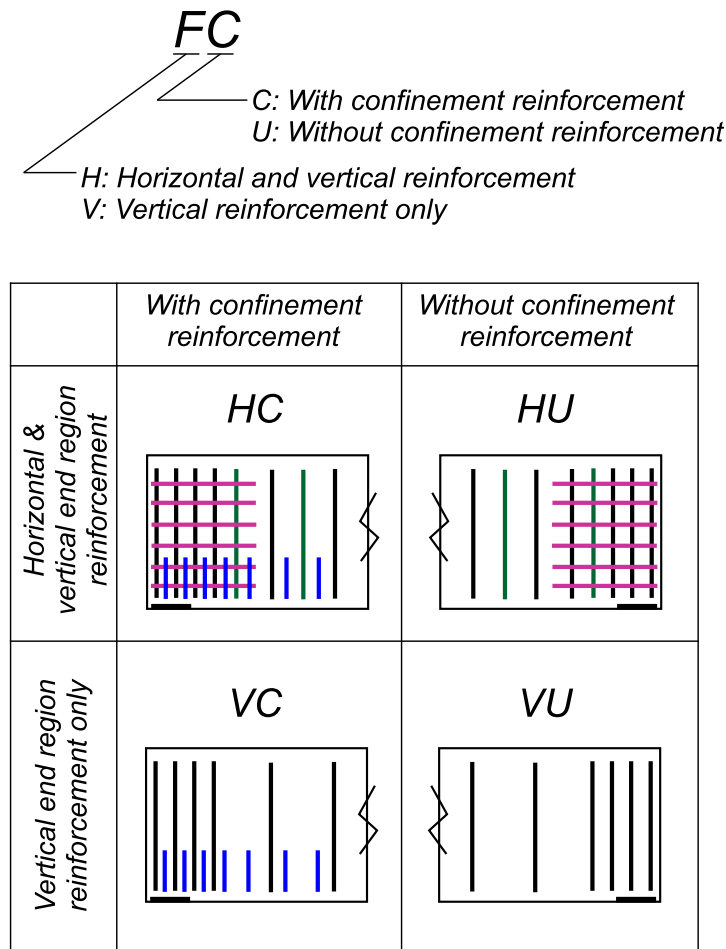 FC
C: With confinement reinforcement
U: Without confinement reinforcement
H: Horizontal and vertical reinforcement
V: Vertical reinforcement only
With confinement
reinforcement
Without confinement
reinforcement
Horizontal &
vertical end region
reinforcement
HC
HU
Vertical end region
reinforcement only
VC
VU